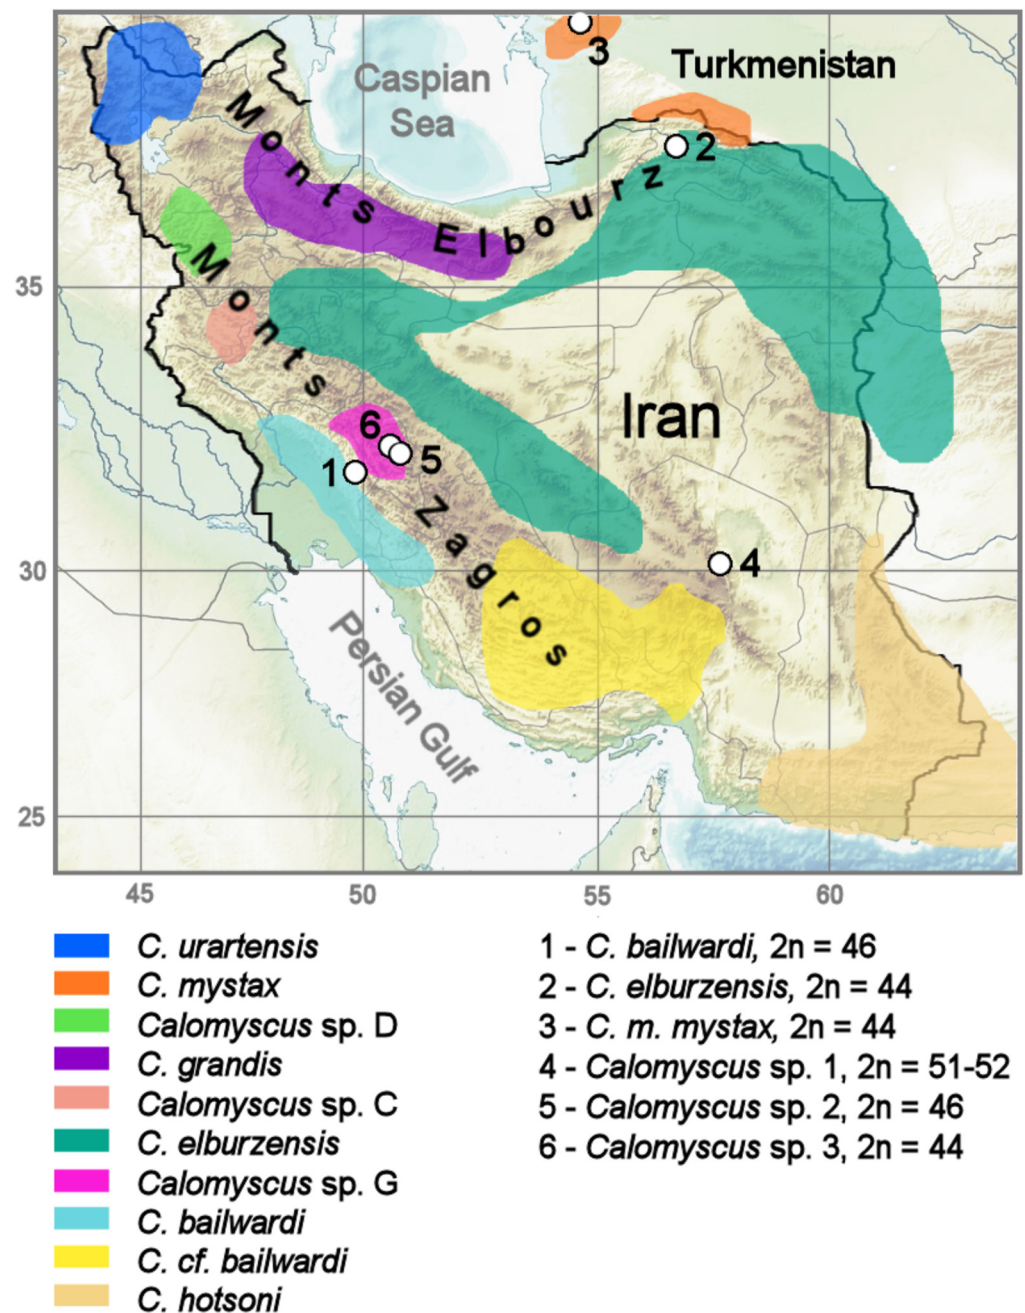 Caspian
Sea
3
Turkmenistan
2
Monts Elbourz
35
Monts Zagros
Iran
6
5
1
4
30
Persian Gulf
25
45 50 55 60
C. urartensis
C. mystax
Calomyscus sp. D
C. grandis
Calomyscus sp. C
C. elburzensis
Calomyscus sp. G
C. bailwardi
C. cf. bailwardi
C. hotsoni
1 - C. bailwardi, 2n = 46
2 - C. elburzensis, 2n = 44
3 - C. m. mystax, 2n = 44
4 - Calomyscus sp. 1, 2n = 51-52
5 - Calomyscus sp. 2, 2n = 46
6 - Calomyscus sp. 3, 2n = 44